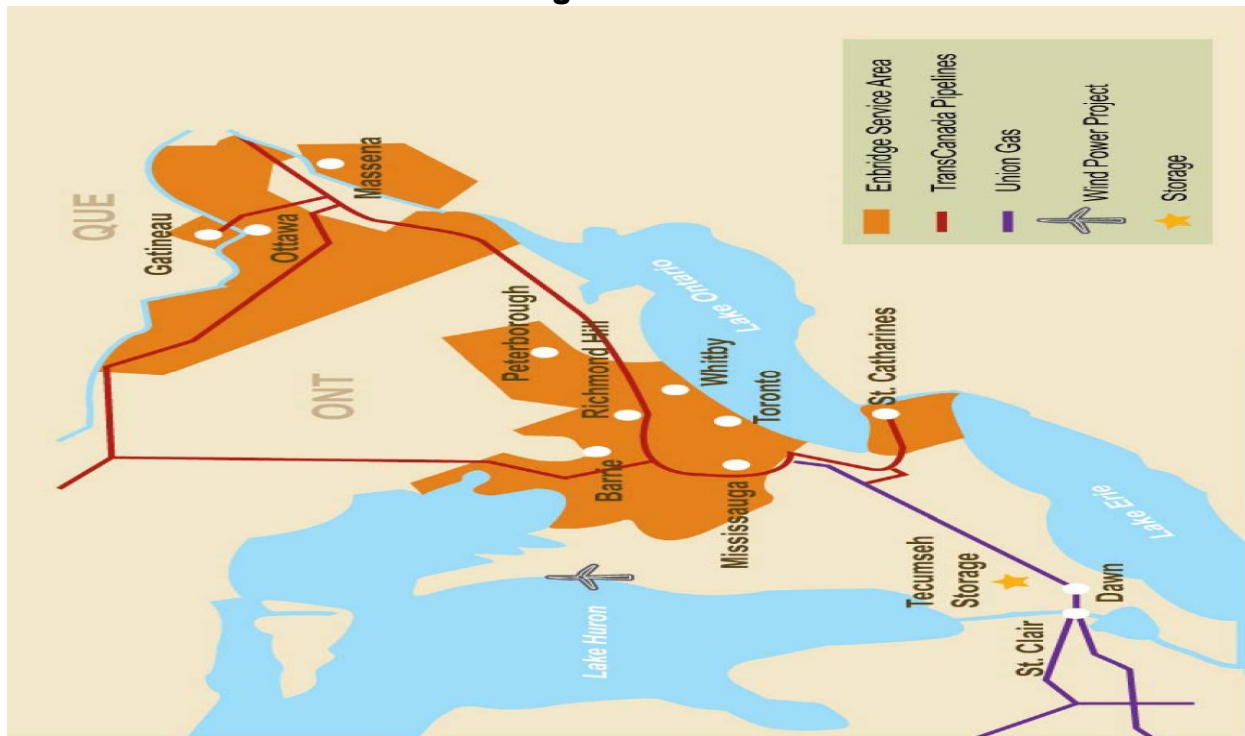 QUE
Gatineau
Ottawa
Massena
ONT
Peterborough
Richmond Hill
Barrie
Whitby
Toronto
Mississauga
Lake Ontario
St. Catharines
Lake Huron
Lake Erie
Tecumseh
Storage
St. Clair
Dawn
Enbridge Service Area
TransCanada Pipelines
Union Gas
Wind Power Project
Storage